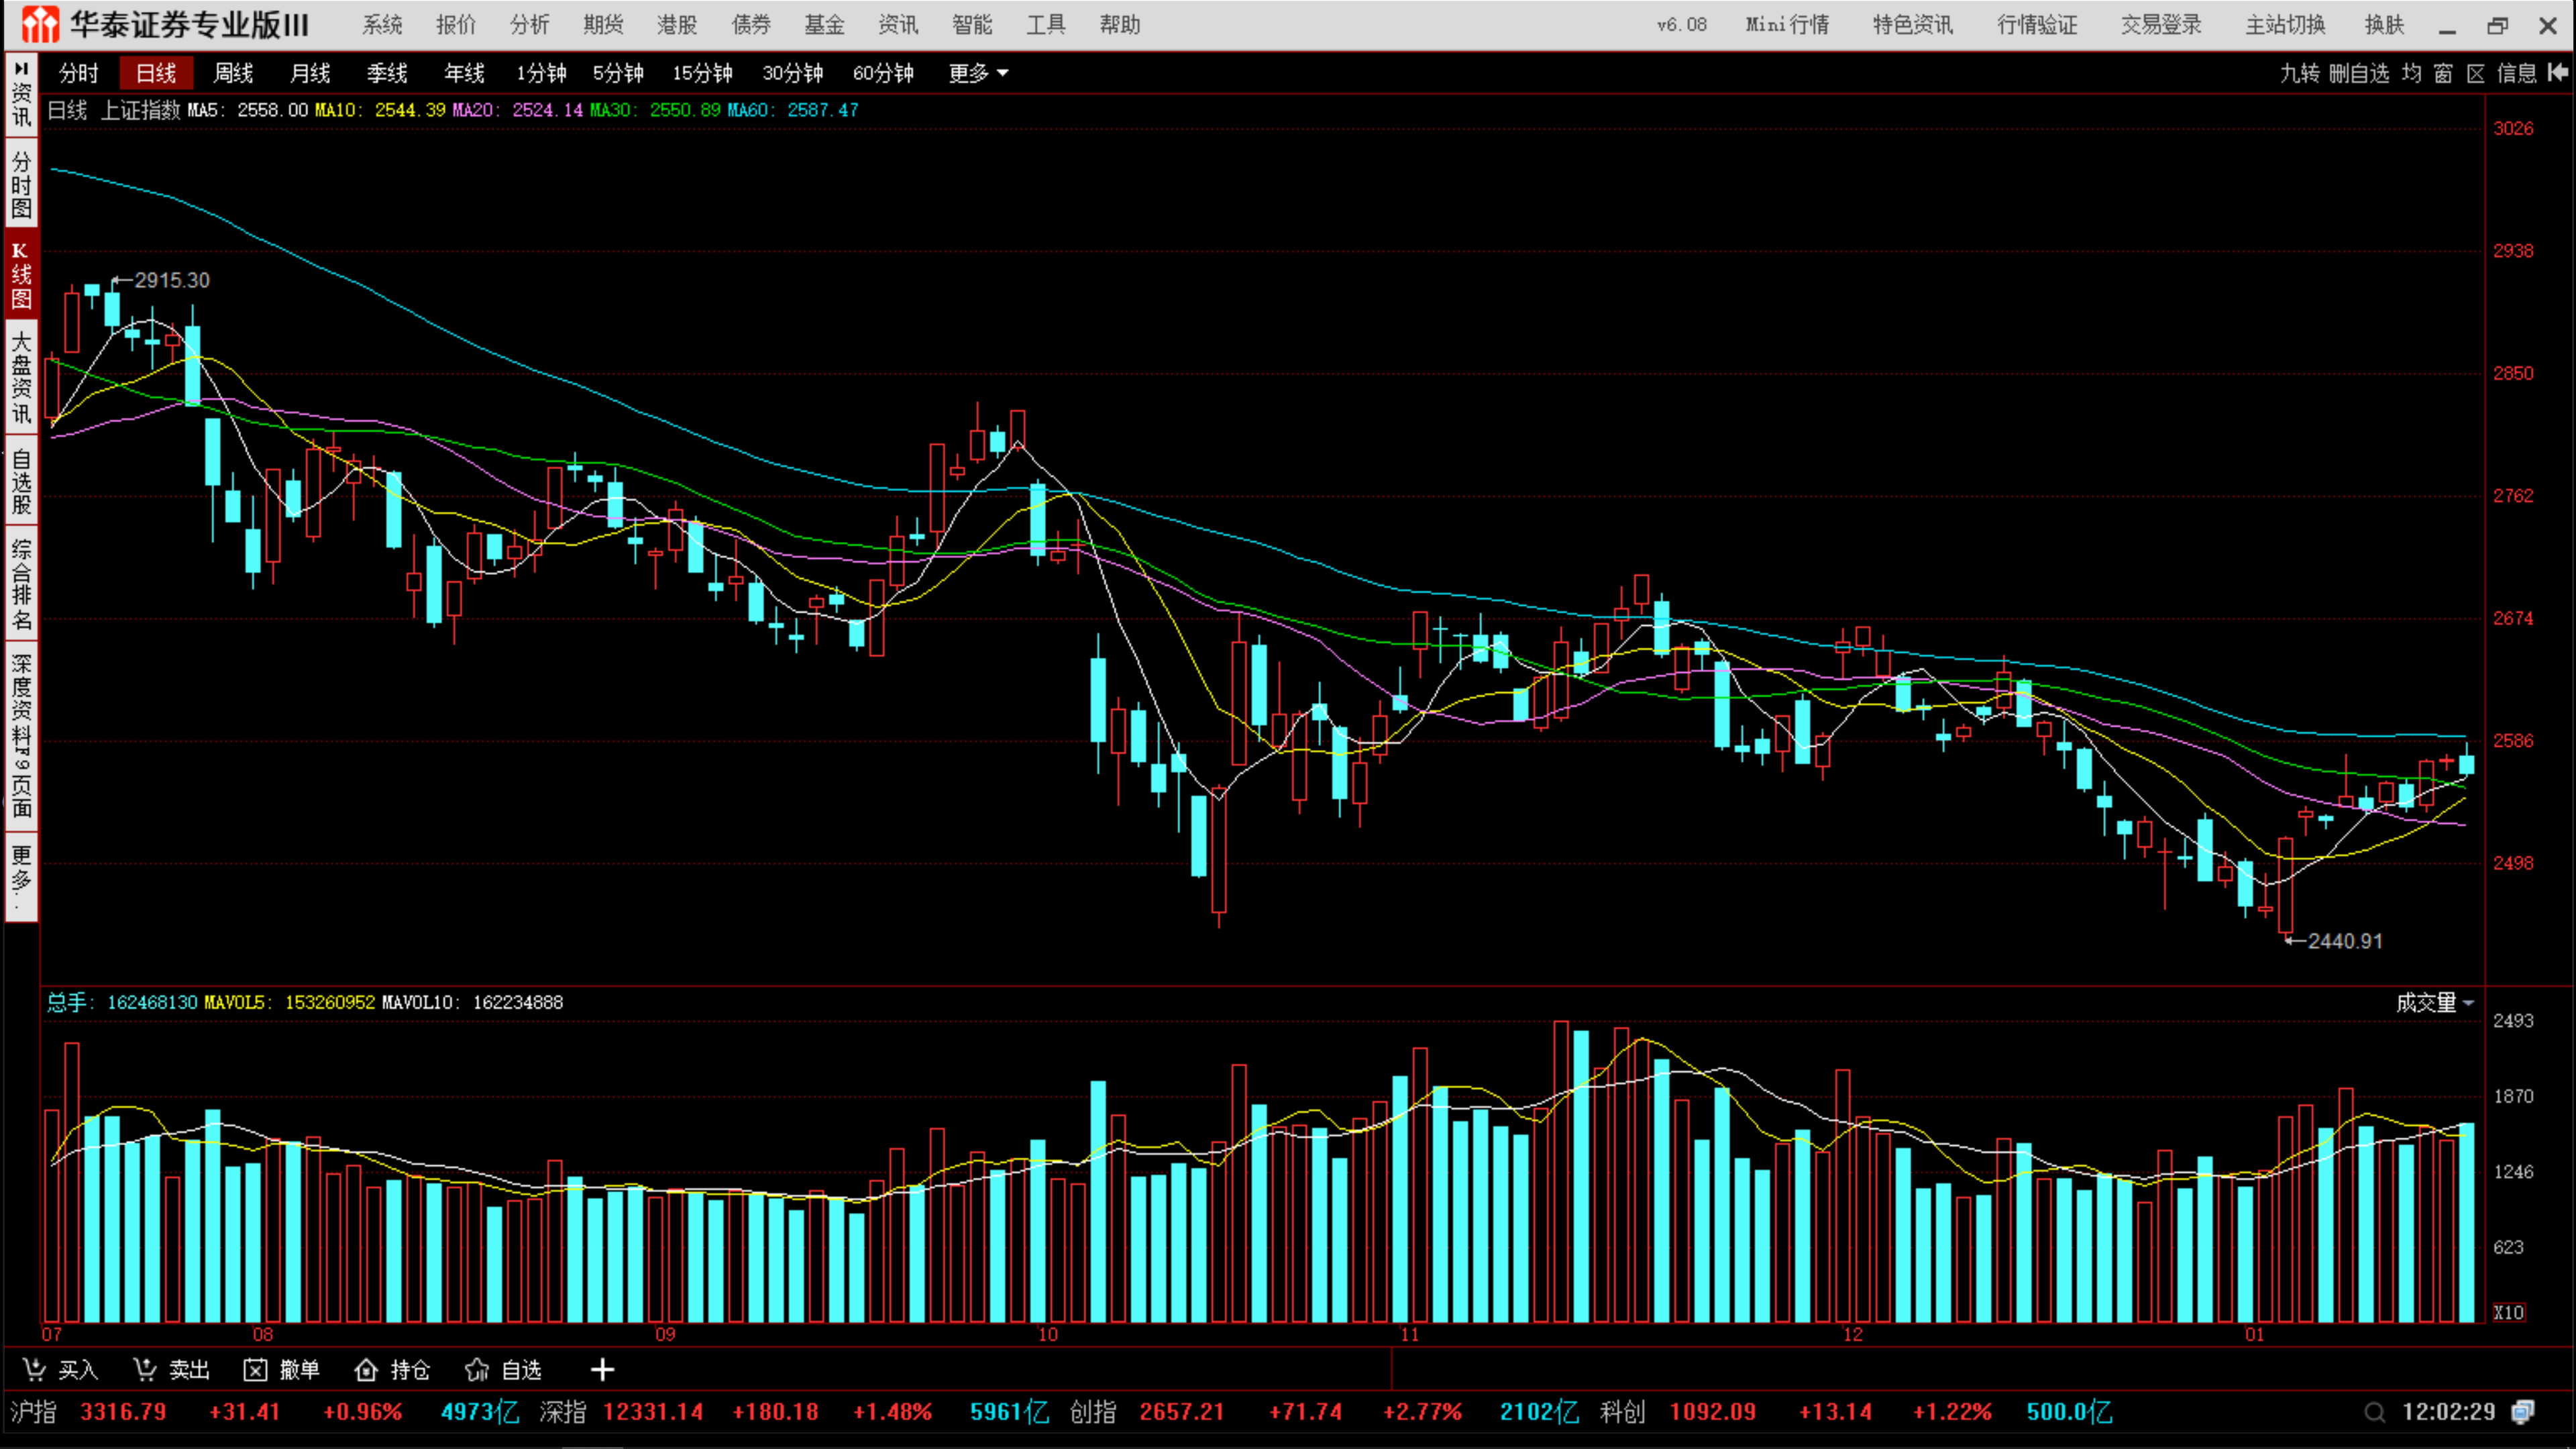 华泰证券专业版III 系统 报价 分析 期货 港股 债券 基金 资讯 智能 工具 帮助 v6.08 Mini行情 特色资讯 行情验证 交易登录 主站切换 换肤
分时 日线 周线 月线 季线 年线 1分钟 5分钟 15分钟 30分钟 60分钟 更多 九转 删自选 均 窗 区 信息
日线 上证指数 MA5: 2558.00 MA10: 2544.39 MA20: 2524.14 MA30: 2550.89 MA60: 2587.47
资讯
分时图
K线图
大盘资讯
自选股
综合排名
深度资料F9页面
更多..
2915.30
2440.91
3026
2938
2850
2762
2674
2586
2498
总手: 162468130 MAVOL5: 153260952 MAVOL10: 162234888 成交量
2493
1870
1246
623
X10
07 08 09 10 11 12 01
买入 卖出 撤单 持仓 自选 +
沪指 3316.79 +31.41 +0.96% 4973亿 深指 12331.14 +180.18 +1.48% 5961亿 创指 2657.21 +71.74 +2.77% 2102亿 科创 1092.09 +13.14 +1.22% 500.0亿 12:02:29